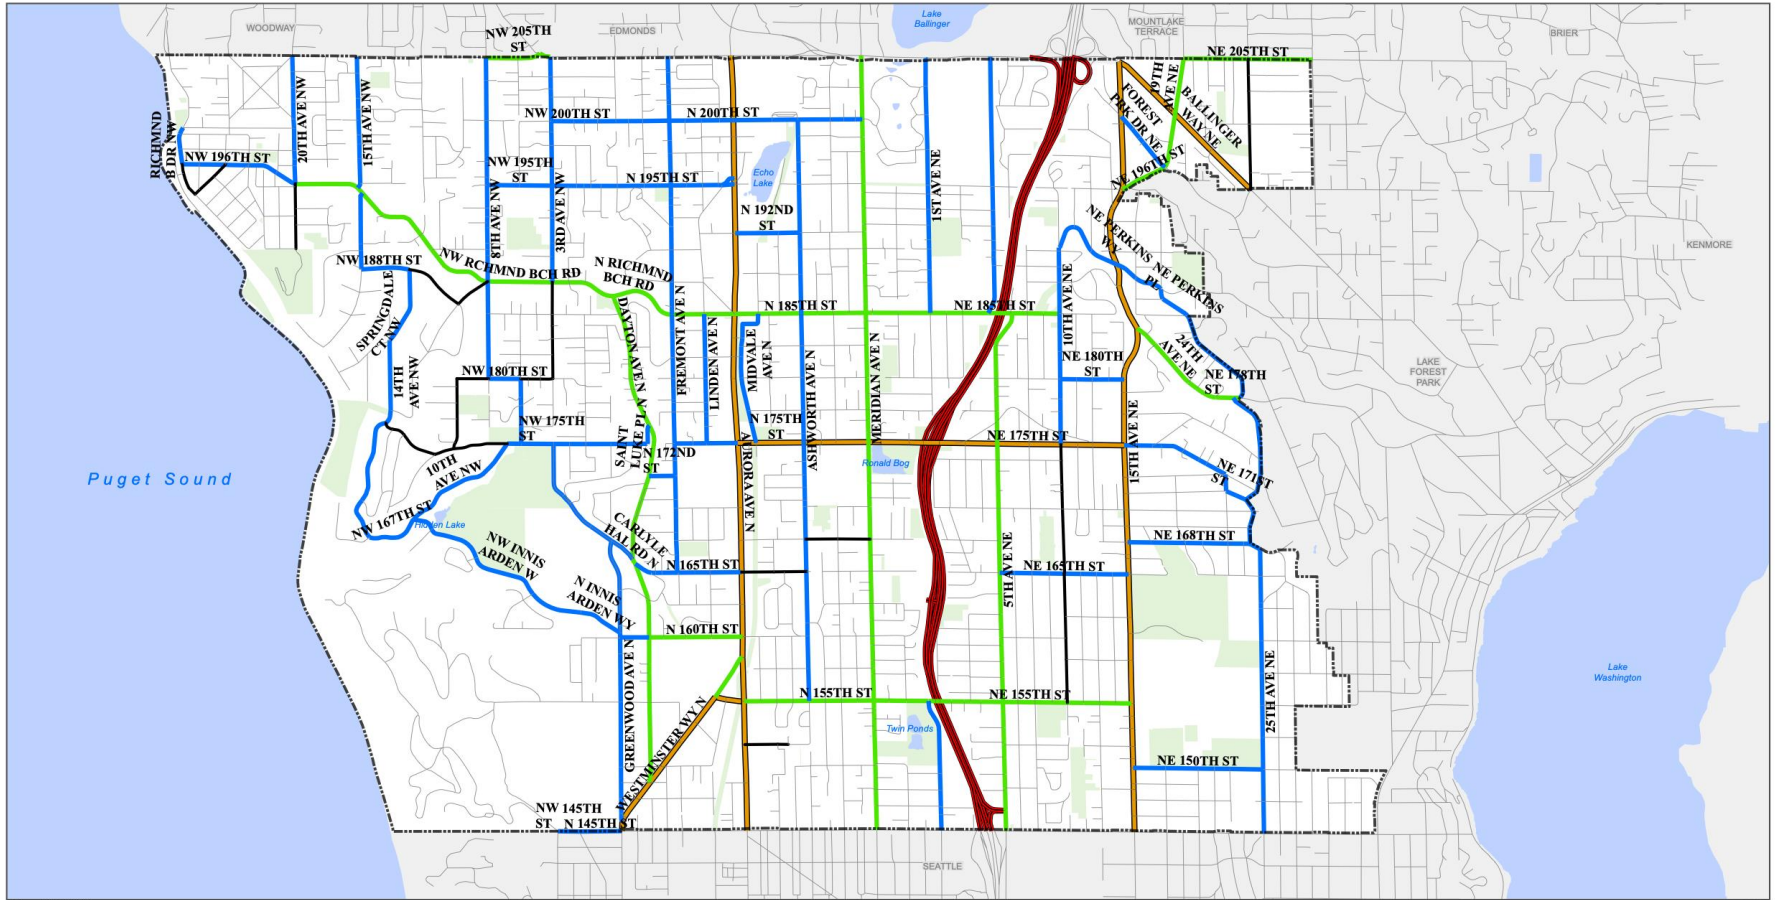 WOODWAY
EDMONDS
Lake
Ballinger
MOUNTLAKE
TERRACE
BRIER
NW 205TH
ST
NE 205TH ST
RICHMND
B DR NW
20TH AVE NW
15TH AVE NW
NW 200TH ST
N 200TH ST
19TH
AVE NE
FOREST
PRK DR NE
BALLINGER
WAY NE
NW 196TH ST
NW 195TH
ST
N 195TH ST
Echo
Lake
1ST AVE NE
NE 196TH ST
8TH AVE NW
3RD AVE NW
N 192ND
ST
NE PERKINS
WY
NE PERKINS
PL
KENMORE
NW 188TH ST
NW RCHMND BCH RD
N RICHMND
BCH RD
SPRINGDALE
CT NW
DAYTON AVE N
FREMONT AVE N
LINDEN AVE N
MIDVALE
AVE N
N 185TH ST
NE 185TH ST
10TH AVE NE
MERIDIAN AVE N
ASHWORTH AVE N
NE 180TH
ST
24TH
AVE NE
NE 178TH
ST
LAKE
FOREST
PARK
14TH
AVE NW
NW 180TH ST
NW 175TH
ST
SAINT
LUKE PL N
N 175TH
ST
NE 175TH ST
15TH AVE NE
AURORA AVE N
N 172ND
ST
Ronald Bog
NE 171ST
ST
Puget Sound
10TH
AVE NW
NW 167TH ST
Hidden Lake
CARLYLE
HAL RD N
NW INNIS
ARDEN W
N INNIS
ARDEN WY
N 165TH ST
NE 165TH ST
5TH AVE NE
NE 168TH ST
N 160TH ST
GREENWOOD AVE N
WESTMINSTER WY N
N 155TH ST
NE 155TH ST
25TH AVE NE
Twin Ponds
NE 150TH ST
Lake
Washington
NW 145TH
ST
N 145TH ST
SEATTLE